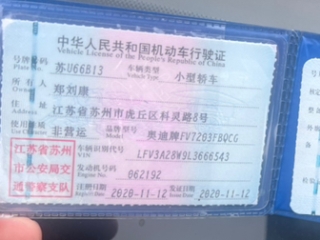 中华人民共和国机动车行驶证
Vehicle License of the People's Republic of China
号牌号码 苏U66B13 车辆类型 小型轿车
所有人 郑刘康
住址 江苏省苏州市虎丘区科灵路8号
使用性质 非营运 品牌型号 奥迪牌FV7203FBQCG
江苏省苏州 车辆识别代号 LFV3A28W9L3666543
VIN
市公安局交 发动机号码 062192
Engine No.
通警察支队 注册日期 2020-11-12 发证日期 2020-11-12